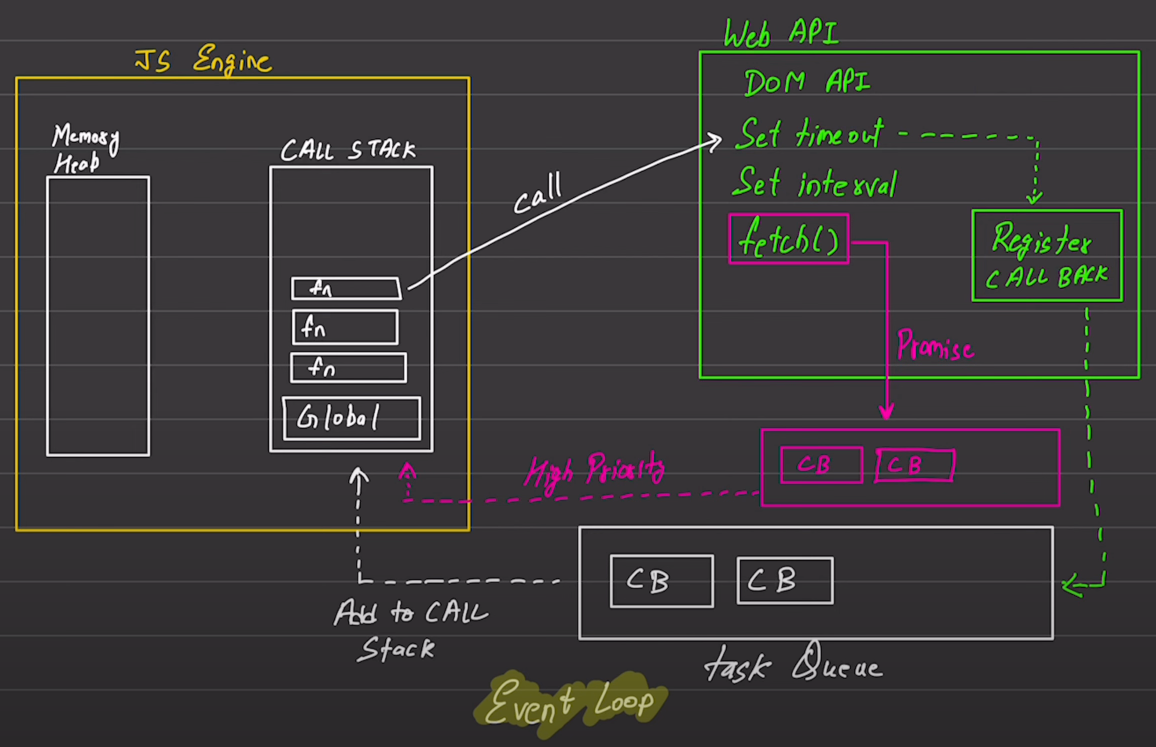 JS Engine
Memory
Heap
CALL STACK
fn
fn
fn
Global
call
Web API
DOM API
Set timeout
Set interval
fetch()
Register
CALL BACK
Promise
CB CB
High Priority
CB CB
Add to CALL
Stack
task Queue
Event Loop